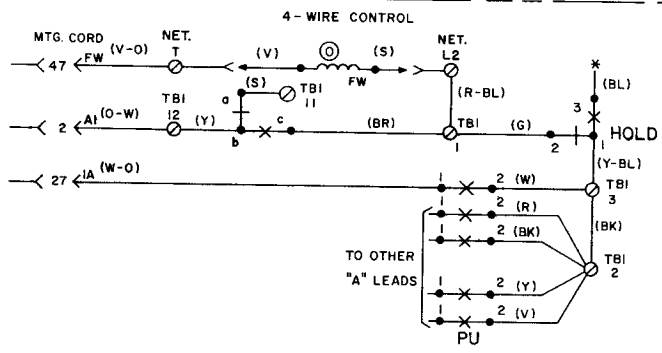 4-WIRE CONTROL
MTG. CORD
NET. T
NET. L2
47 FW (V-O)
(V) O FW (S)
(S) TB1 11
(R-BL)
* (BL)
2 A1 (O-W)
TB1 12
(Y) a b c
(BR)
TB1 1
(G) 2 3 1 HOLD
(Y-BL)
27 1A (W-O)
1 2 (W) TB1 3
2 (R)
(BK)
2 (BK)
TO OTHER
"A" LEADS
TB1 2
1 2 (Y)
2 (V)
PU